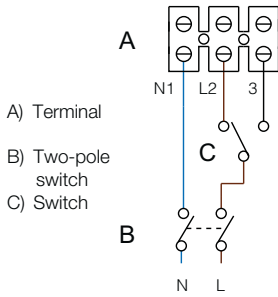 A
N1 L2 3
A) Terminal
C
B) Two-pole
switch
C) Switch
B
N L